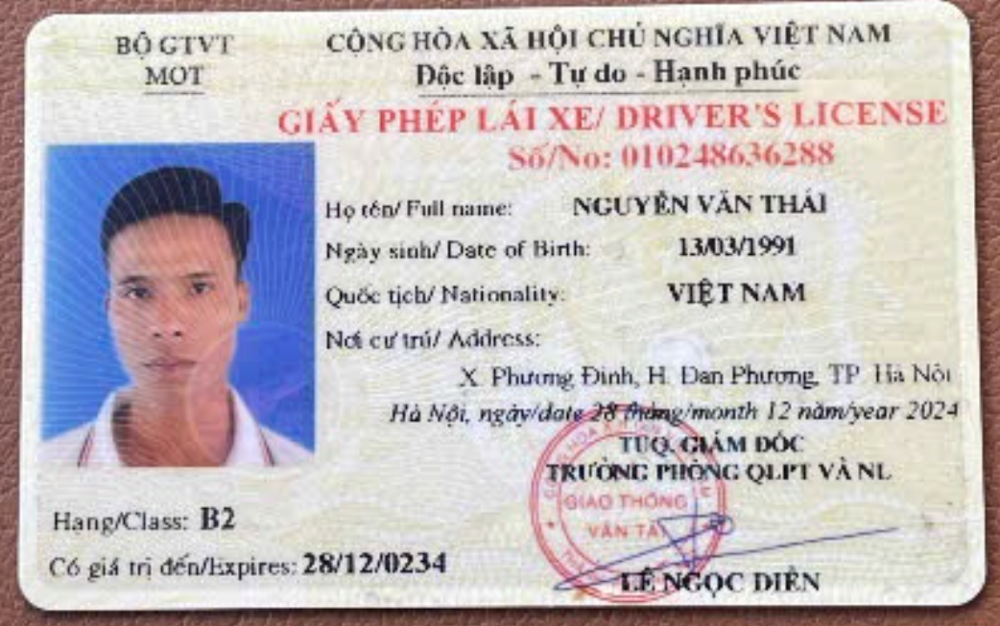 BỘ GTVT
MOT
CỘNG HÒA XÃ HỘI CHỦ NGHĨA VIỆT NAM
Độc lập - Tự do - Hạnh phúc
GIẤY PHÉP LÁI XE/ DRIVER'S LICENSE
Số/No: 010248636288
Họ tên/ Full name: NGUYỄN VĂN THÁI
Ngày sinh/ Date of Birth: 13/03/1991
Quốc tịch/ Nationality: VIỆT NAM
Nơi cư trú/ Address:
X. Phương Đình, H. Đan Phượng, TP. Hà Nội
Hà Nội, ngày/date 28 tháng/month 12 năm/year 2024
TUQ. GIÁM ĐỐC
TRƯỞNG PHÒNG QLPT VÀ NL
GIAO THÔNG
VẬN TẢI
LÊ NGỌC DIÊN
Hạng/Class: B2
Có giá trị đến/Expires: 28/12/0234